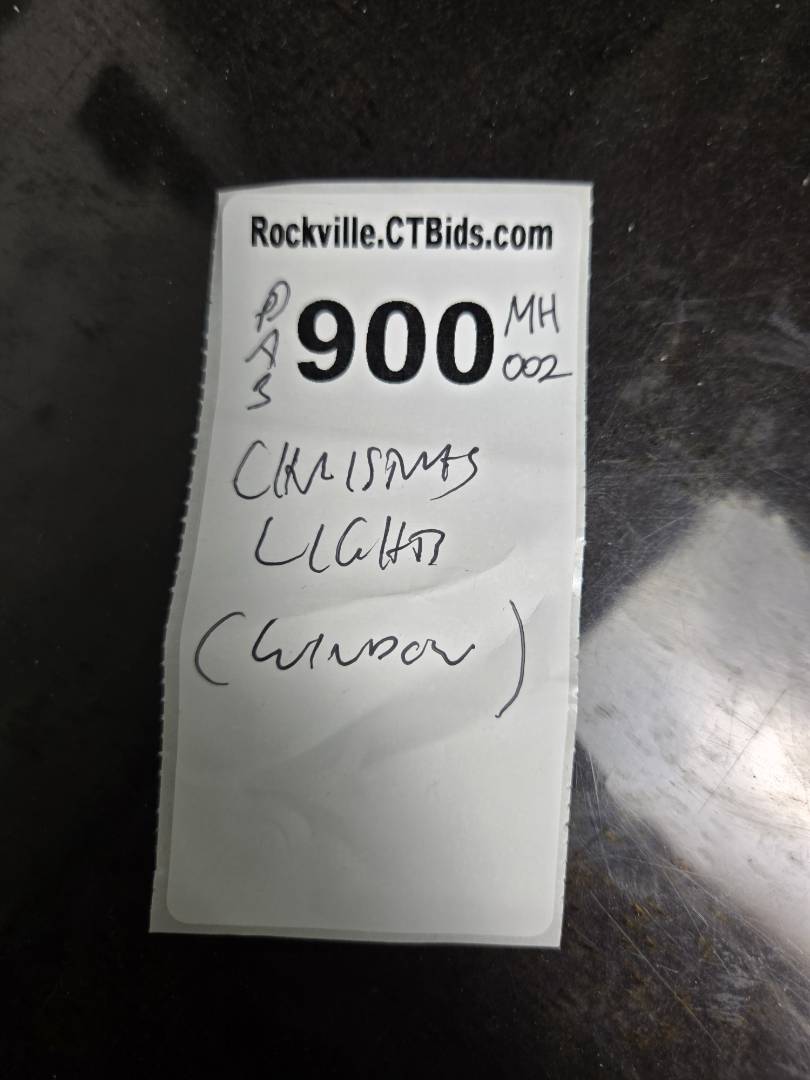 Rockville.CTBids.com
PAS 900 MH
002
CHRISTMAS
LIGHTS
(WINDOW)